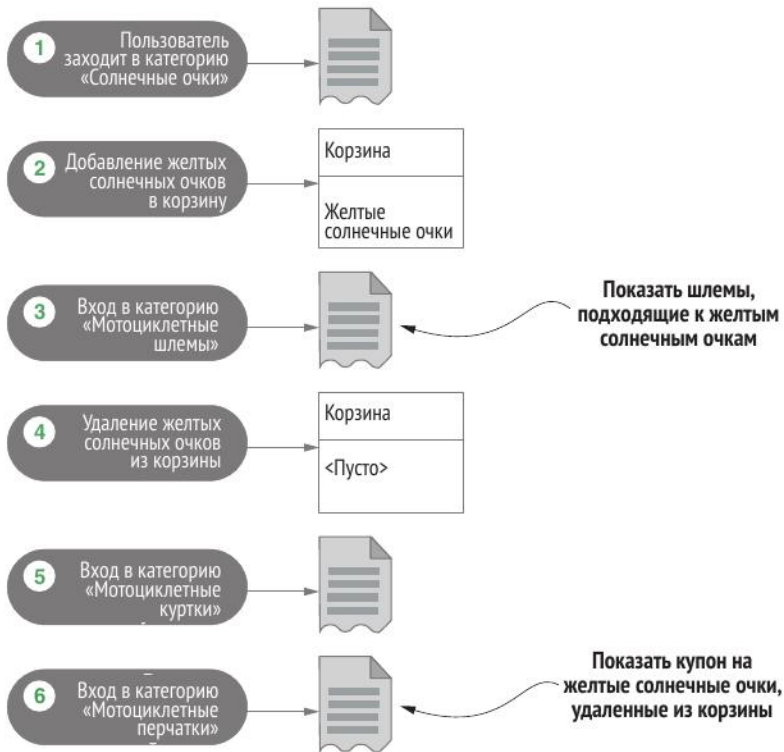 1
Пользователь
заходит в категорию
«Солнечные очки»
2
Добавление желтых
солнечных очков
в корзину
Корзина
Желтые
солнечные очки
3
Вход в категорию
«Мотоциклетные
шлемы»
Показать шлемы,
подходящие к желтым
солнечным очкам
4
Удаление желтых
солнечных очков
из корзины
Корзина
<Пусто>
5
Вход в категорию
«Мотоциклетные
куртки»
6
Вход в категорию
«Мотоциклетные
перчатки»
Показать купон на
желтые солнечные очки,
удаленные из корзины